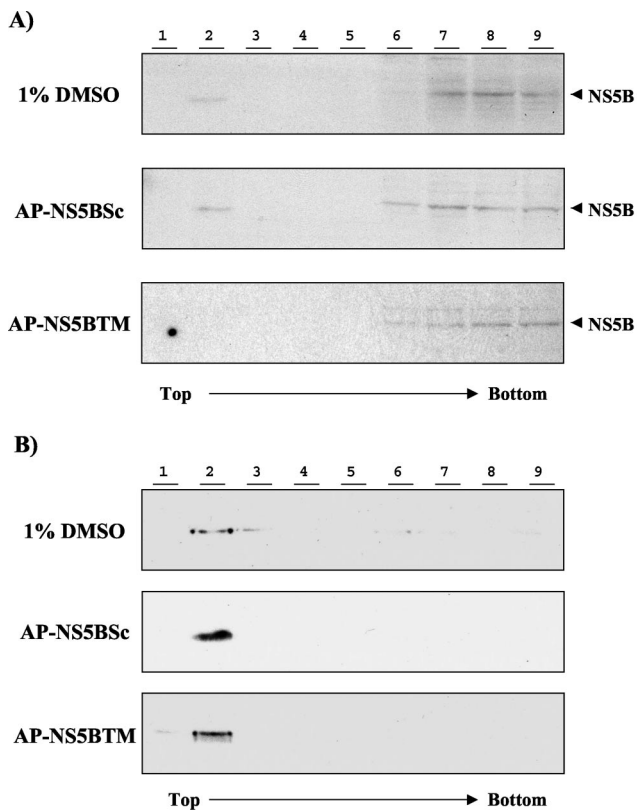 A)
1 2 3 4 5 6 7 8 9
1% DMSO
NS5B
AP-NS5BSc
NS5B
AP-NS5BTM
NS5B
Top Bottom
B)
1 2 3 4 5 6 7 8 9
1% DMSO
AP-NS5BSc
AP-NS5BTM
Top Bottom